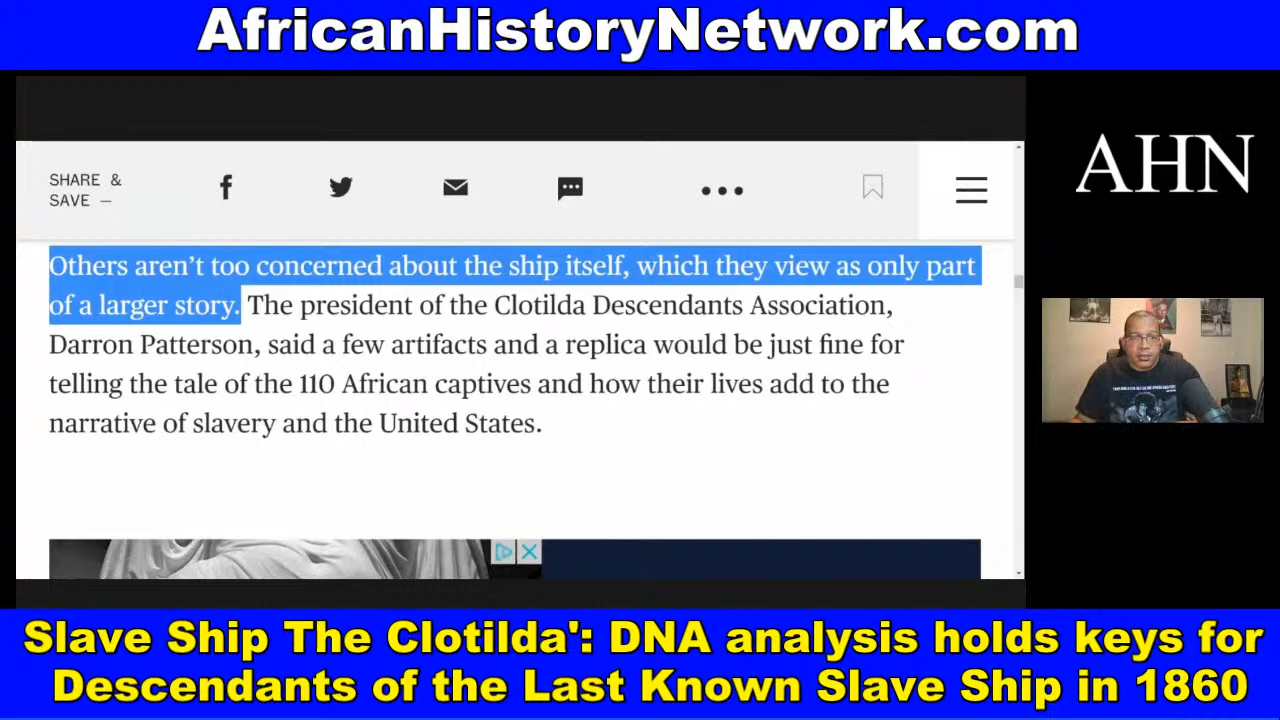 AfricanHistoryNetwork.com
AHN
SHARE &
SAVE —
Others aren’t too concerned about the ship itself, which they view as only part
of a larger story. The president of the Clotilda Descendants Association,
Darron Patterson, said a few artifacts and a replica would be just fine for
telling the tale of the 110 African captives and how their lives add to the
narrative of slavery and the United States.
Slave Ship The Clotilda': DNA analysis holds keys for
Descendants of the Last Known Slave Ship in 1860